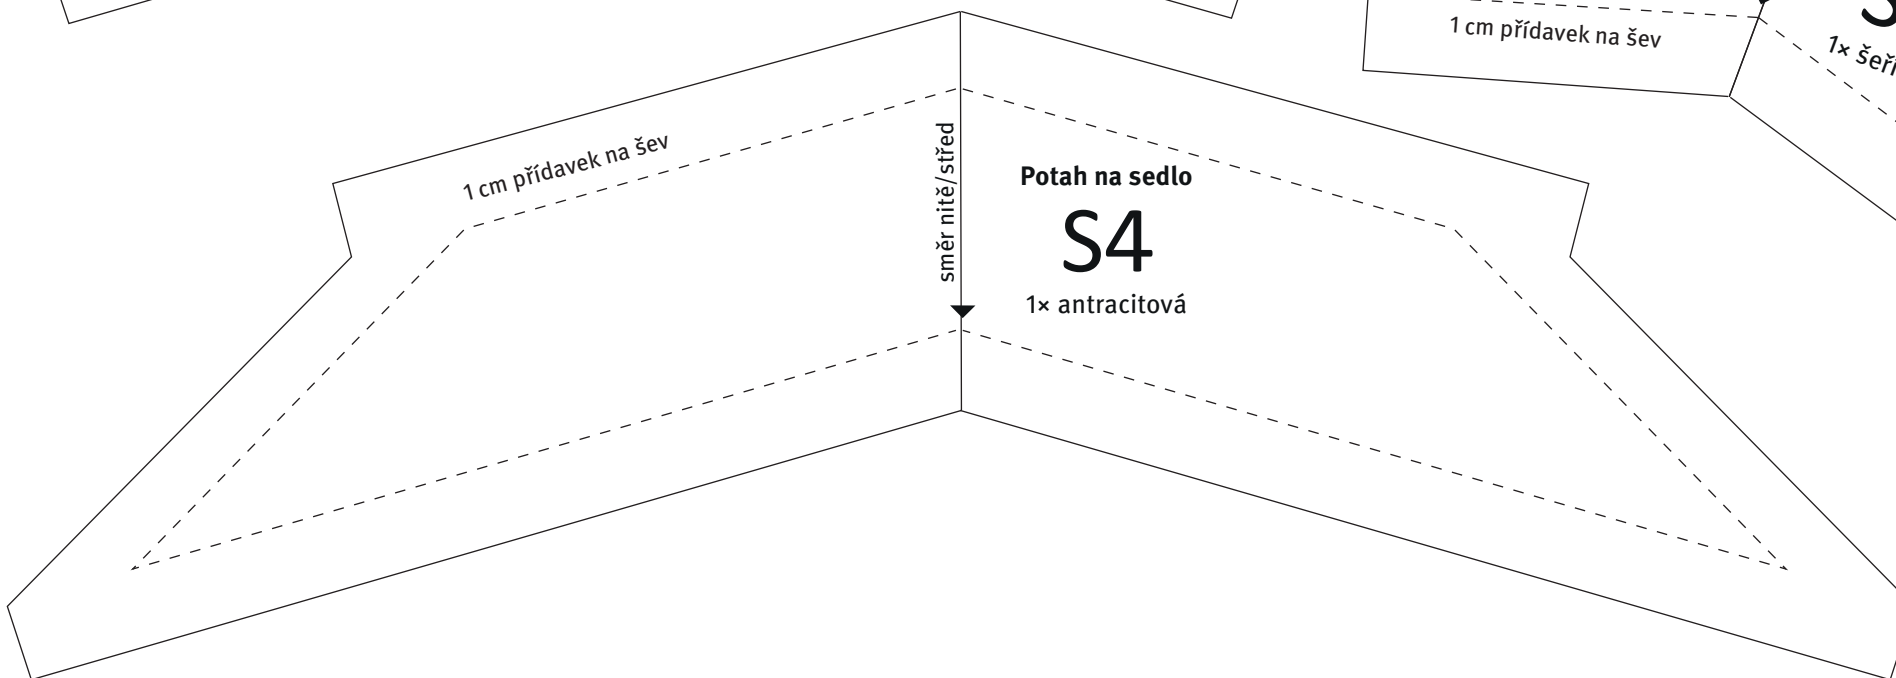 1 cm přídavek na šev
1×
1 cm přídavek na šev
směr nitě/střed
Potah na sedlo
S4
1× antracitová